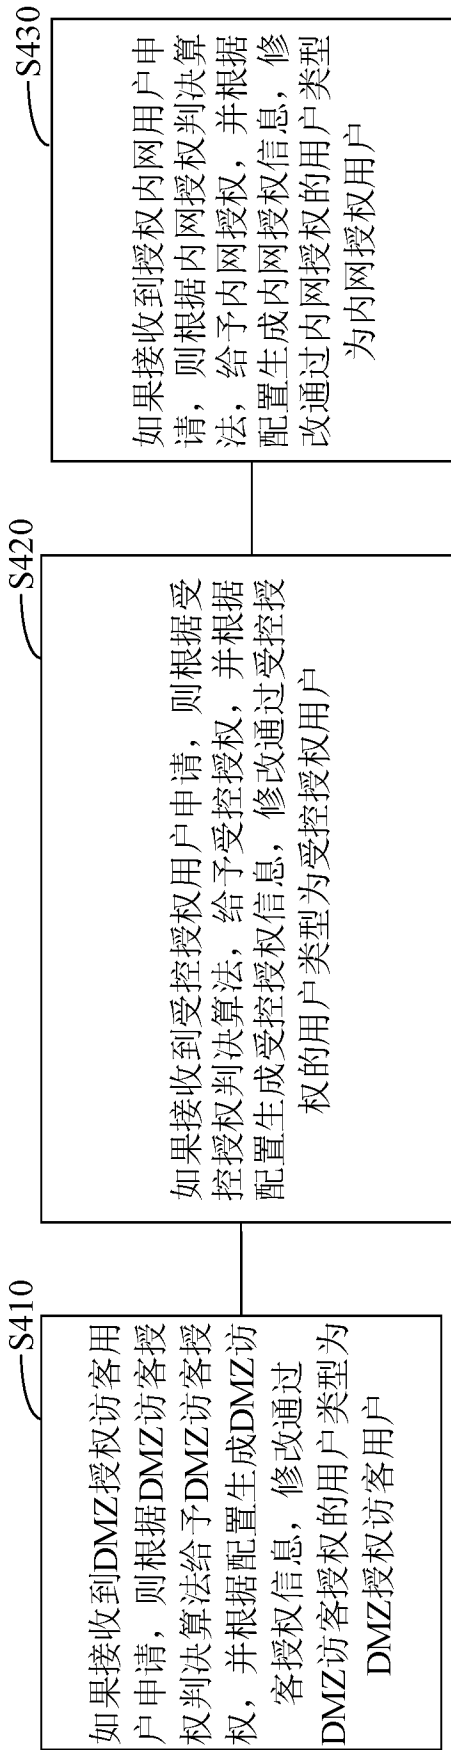 S410
如果接收到DMZ授权访客用
户申请，则根据DMZ访客授
权判决算法给予DMZ访客授
权，并根据配置生成DMZ访
客授权信息，修改通过
DMZ访客授权的用户类型为
DMZ授权访客用户
S420
如果接收到受控授权用户申请，则根据受
控授权判决算法，给予受控授权，并根据
配置生成受控授权信息，修改通过受控授
权的用户类型为受控授权用户
S430
如果接收到授权内网用户申
请，则根据内网授权判决算
法，给予内网授权，并根据
配置生成内网授权信息，修
改通过内网授权的用户类型
为内网授权用户